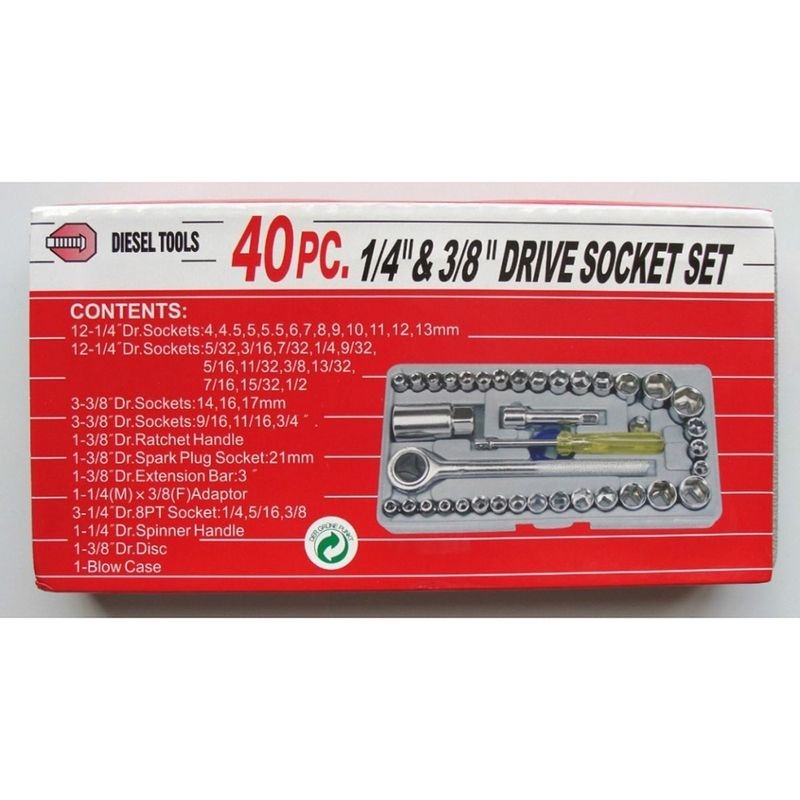 DIESEL TOOLS
40PC. 1/4"&3/8"DRIVE SOCKET SET
CONTENTS:
12-1/4˝Dr.Sockets:4,4.5,5,5.5,6,7,8,9,10,11,12,13mm
12-1/4˝Dr.Sockets:5/32,3/16,7/32,1/4,9/32,
5/16,11/32,3/8,13/32,
7/16,15/32,1/2
3-3/8˝Dr.Sockets:14,16,17mm
3-3/8˝Dr.Sockets:9/16,11/16,3/4˝.
1-3/8˝Dr.Ratchet Handle
1-3/8˝Dr.Spark Plug Socket:21mm
1-3/8˝Dr.Extension Bar:3˝
1-1/4(M)×3/8(F)Adaptor
3-1/4˝Dr.8PT Socket:1/4,5/16,3/8
1-1/4˝Dr.Spinner Handle
1-3/8˝Dr.Disc
1-Blow Case
DER GRÜNE PUNKT